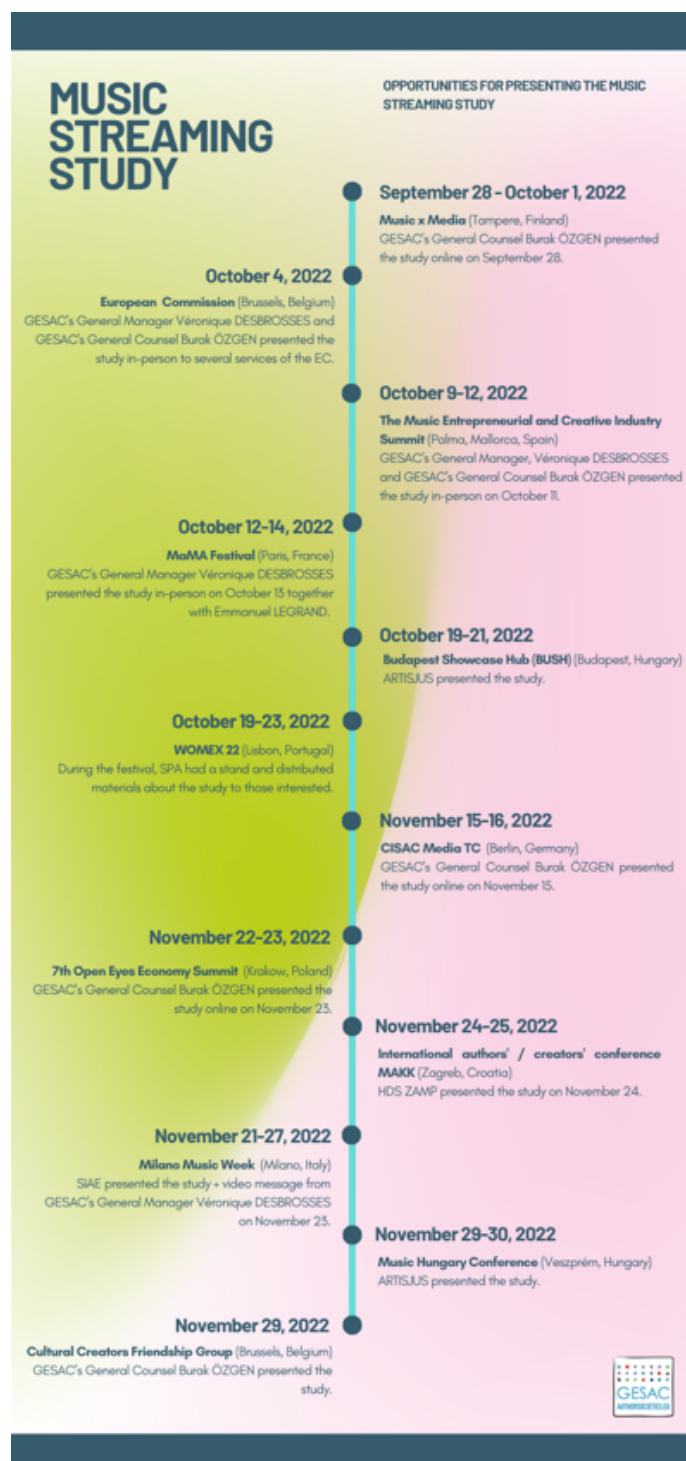 MUSIC
STREAMING
STUDY
OPPORTUNITIES FOR PRESENTING THE MUSIC
STREAMING STUDY
September 28 - October 1, 2022
Music x Media (Tampere, Finland)
GESAC's General Counsel Burak ÖZGEN presented
the study online on September 28.
October 4, 2022
European Commission (Brussels, Belgium)
GESAC's General Manager Véronique DESBROSSES and
GESAC's General Counsel Burak ÖZGEN presented the
study in-person to several services of the EC.
October 9-12, 2022
The Music Entrepreneurial and Creative Industry
Summit (Palma, Mallorca, Spain)
GESAC's General Manager, Véronique DESBROSSES
and GESAC's General Counsel Burak ÖZGEN presented
the study in-person on October 11.
October 12-14, 2022
MaMA Festival (Paris, France)
GESAC's General Manager Véronique DESBROSSES
presented the study in-person on October 13 together
with Emmanuel LEGRAND.
October 19-21, 2022
Budapest Showcase Hub (BUSH) (Budapest, Hungary)
ARTISJUS presented the study.
October 19-23, 2022
WOMEX 22 (Lisbon, Portugal)
During the festival, SPA had a stand and distributed
materials about the study to those interested.
November 15-16, 2022
CISAC Media TC (Berlin, Germany)
GESAC's General Counsel Burak ÖZGEN presented
the study online on November 15.
November 22-23, 2022
7th Open Eyes Economy Summit (Krakow, Poland)
GESAC's General Counsel Burak ÖZGEN presented the
study online on November 23.
November 24-25, 2022
International authors' / creators' conference
MAKK (Zagreb, Croatia)
HDS ZAMP presented the study on November 24.
November 21-27, 2022
Milano Music Week (Milano, Italy)
SIAE presented the study + video message from
GESAC's General Manager Véronique DESBROSSES
on November 23.
November 29-30, 2022
Music Hungary Conference (Veszprém, Hungary)
ARTISJUS presented the study.
November 29, 2022
Cultural Creators Friendship Group (Brussels, Belgium)
GESAC's General Counsel Burak ÖZGEN presented the
study.
GESAC
AUTHORSOCIETIES.EU